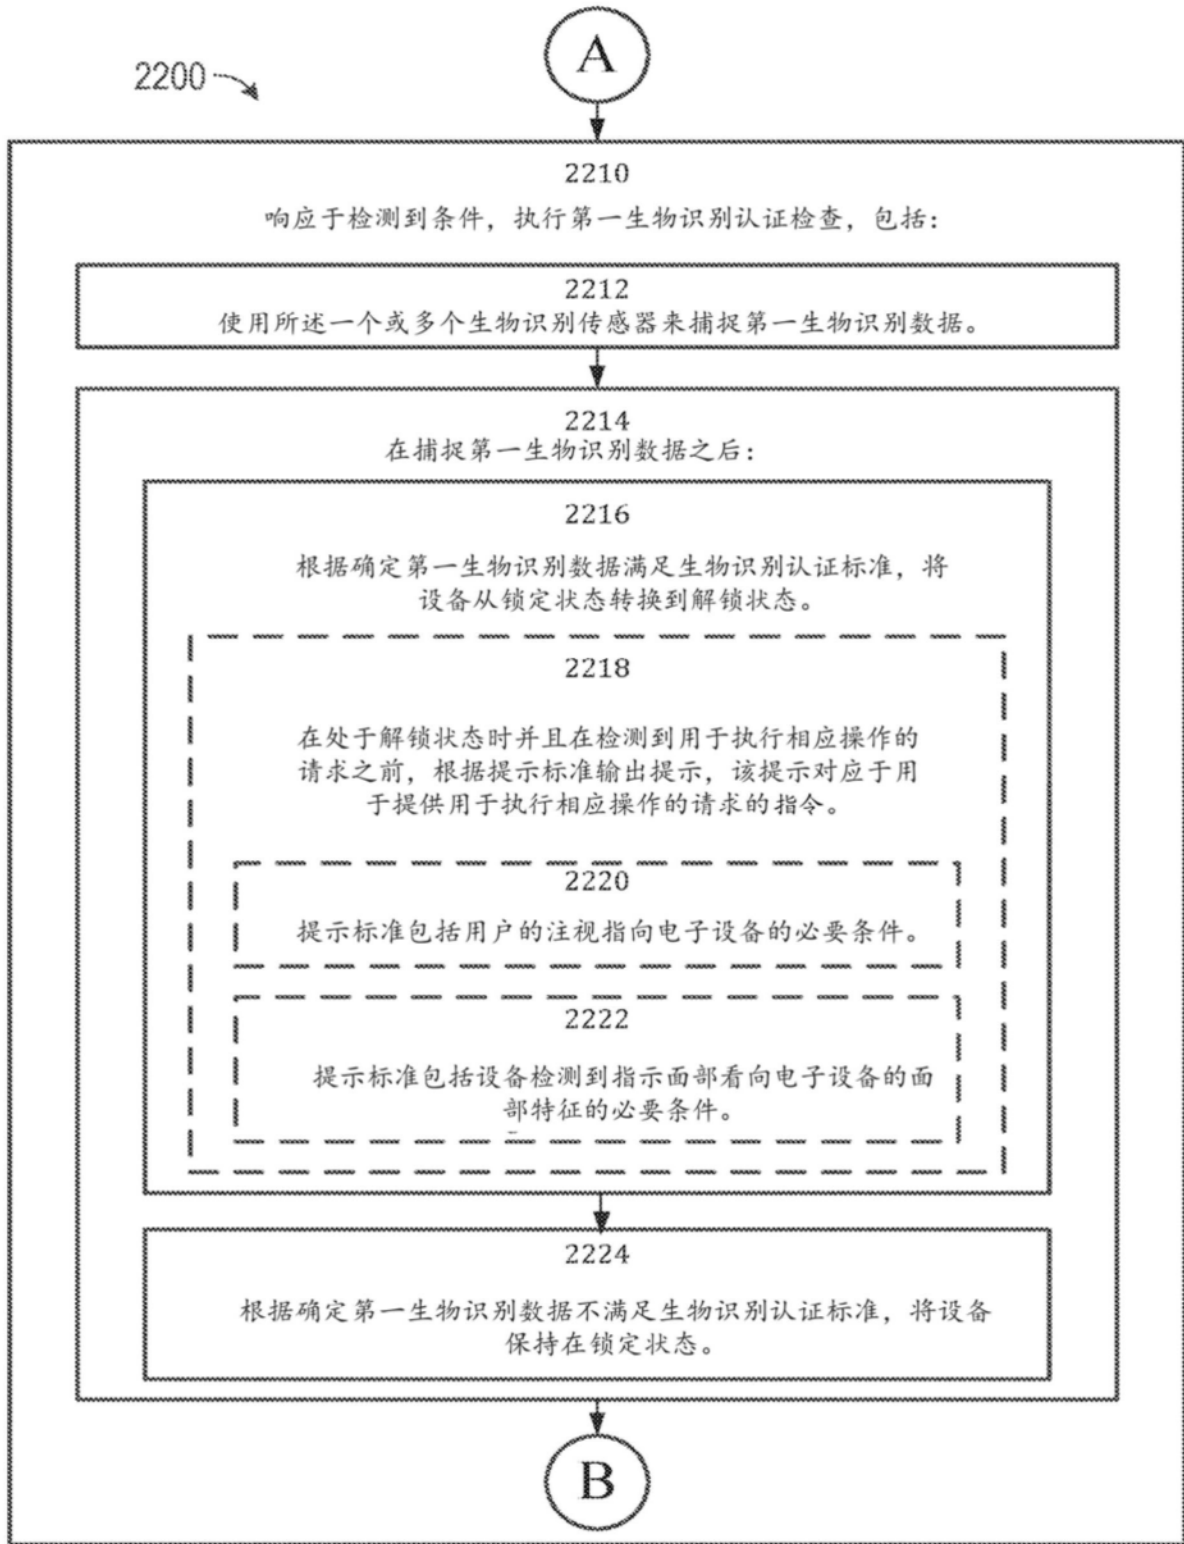 A
2200
2210
响应于检测到条件，执行第一生物识别认证检查，包括：
2212
使用所述一个或多个生物识别传感器来捕捉第一生物识别数据。
2214
在捕捉第一生物识别数据之后：
2216
根据确定第一生物识别数据满足生物识别认证标准，将
设备从锁定状态转换到解锁状态。
2218
在处于解锁状态时并且在检测到用于执行相应操作的
请求之前，根据提示标准输出提示，该提示对应于用
于提供用于执行相应操作的请求的指令。
2220
提示标准包括用户的注视指向电子设备的必要条件。
2222
提示标准包括设备检测到指示面部看向电子设备的面
部特征的必要条件。
2224
根据确定第一生物识别数据不满足生物识别认证标准，将设备
保持在锁定状态。
B